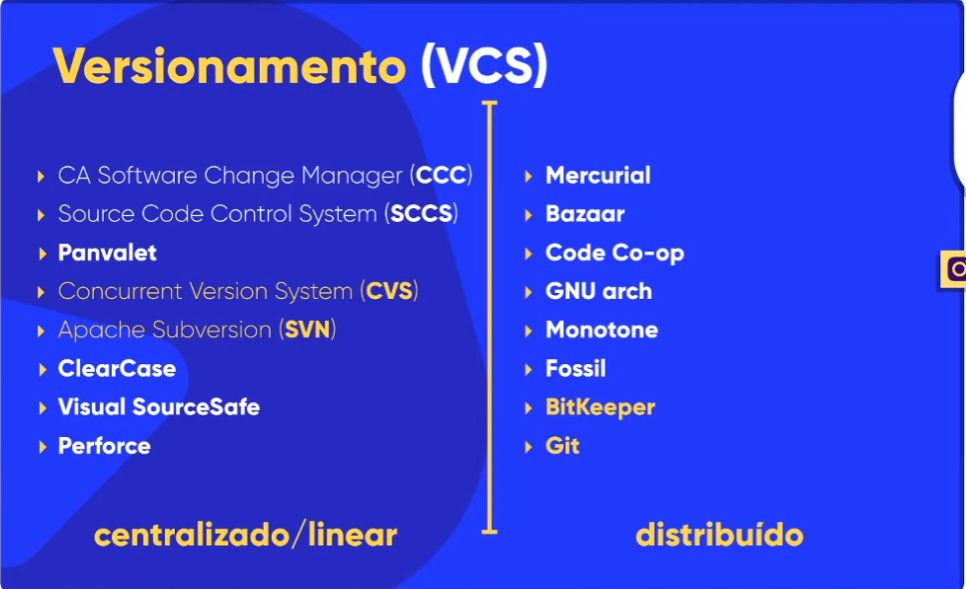 Versionamento (VCS)
CA Software Change Manager (CCC)
Source Code Control System (SCCS)
Panvalet
Concurrent Version System (CVS)
Apache Subversion (SVN)
ClearCase
Visual SourceSafe
Perforce
centralizado/linear
Mercurial
Bazaar
Code Co-op
GNU arch
Monotone
Fossil
BitKeeper
Git
distribuído